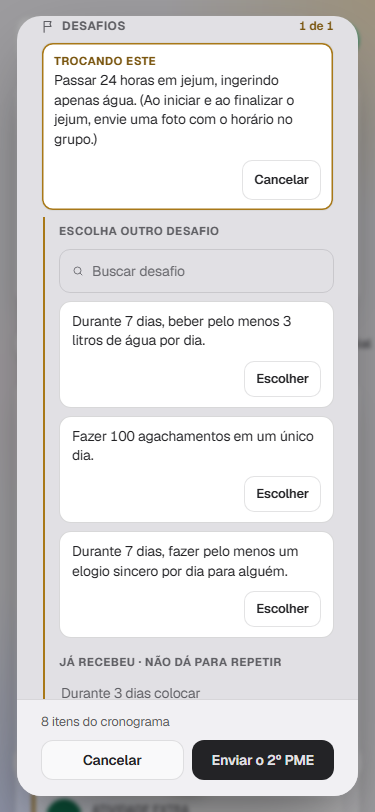 DESAFIOS 1 de 1
TROCANDO ESTE
Passar 24 horas em jejum, ingerindo
apenas água. (Ao iniciar e ao finalizar o
jejum, envie uma foto com o horário no
grupo.)
Cancelar
ESCOLHA OUTRO DESAFIO
Buscar desafio
Durante 7 dias, beber pelo menos 3
litros de água por dia.
Escolher
Fazer 100 agachamentos em um único
dia.
Escolher
Durante 7 dias, fazer pelo menos um
elogio sincero por dia para alguém.
Escolher
JÁ RECEBEU · NÃO DÁ PARA REPETIR
Durante 3 dias colocar
8 itens do cronograma
Cancelar Enviar o 2º PME
ATIVIDADE EXTRA